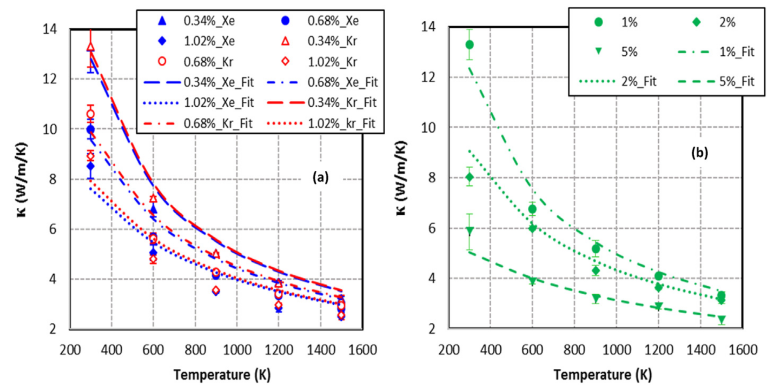 0.34%_Xe 0.68%_Xe
1.02%_Xe 0.34%_Kr
0.68%_Kr 1.02%_Kr
0.34%_Xe_Fit 0.68%_Xe_Fit
1.02%_Xe_Fit 0.34%_Kr_Fit
0.68%_Kr_Fit 1.02%_kr_Fit
14
12
10
8
6
4
2
κ (W/m/K)
(a)
200 400 600 800 1000 1200 1400 1600
Temperature (K)
1% 2%
5% 1%_Fit
2%_Fit 5%_Fit
14
12
10
8
6
4
2
κ (W/m/K)
(b)
200 400 600 800 1000 1200 1400 1600
Temperature (K)